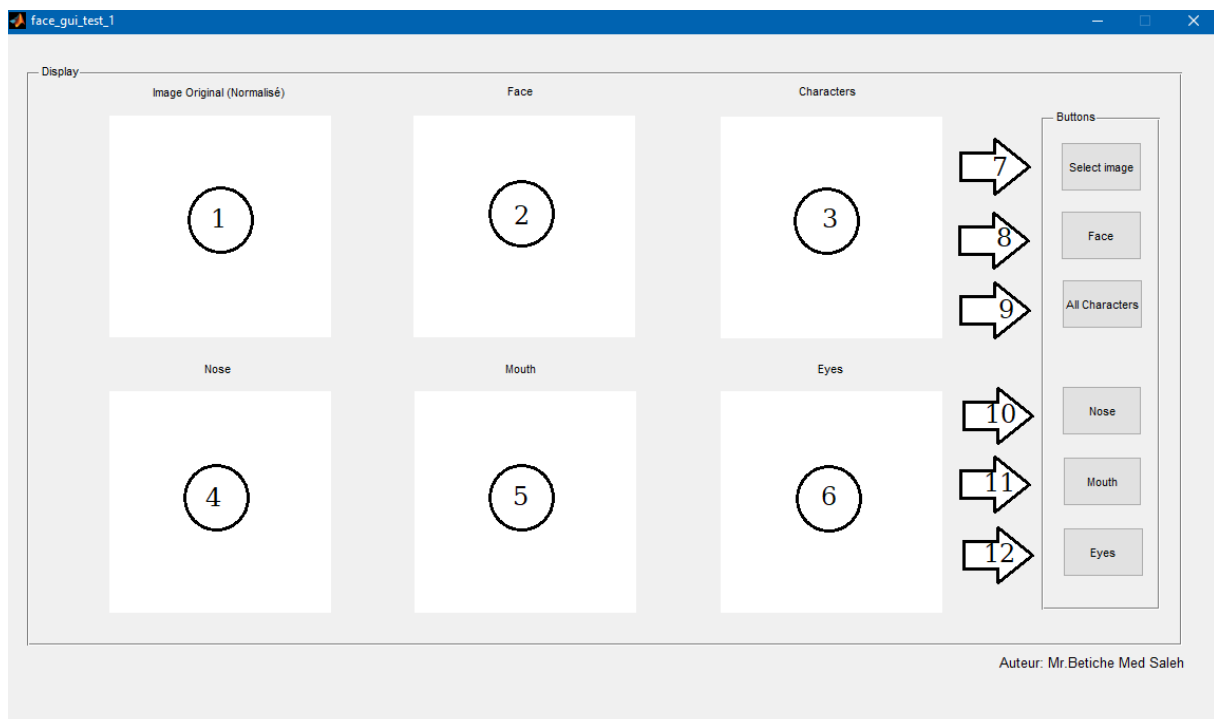 face_gui_test_1
Display
Image Original (Normalisé)
Face
Characters
Buttons
1
2
3
7
Select image
8
Face
9
All Characters
Nose
Mouth
Eyes
4
5
6
10
Nose
11
Mouth
12
Eyes
Auteur: Mr.Betiche Med Saleh